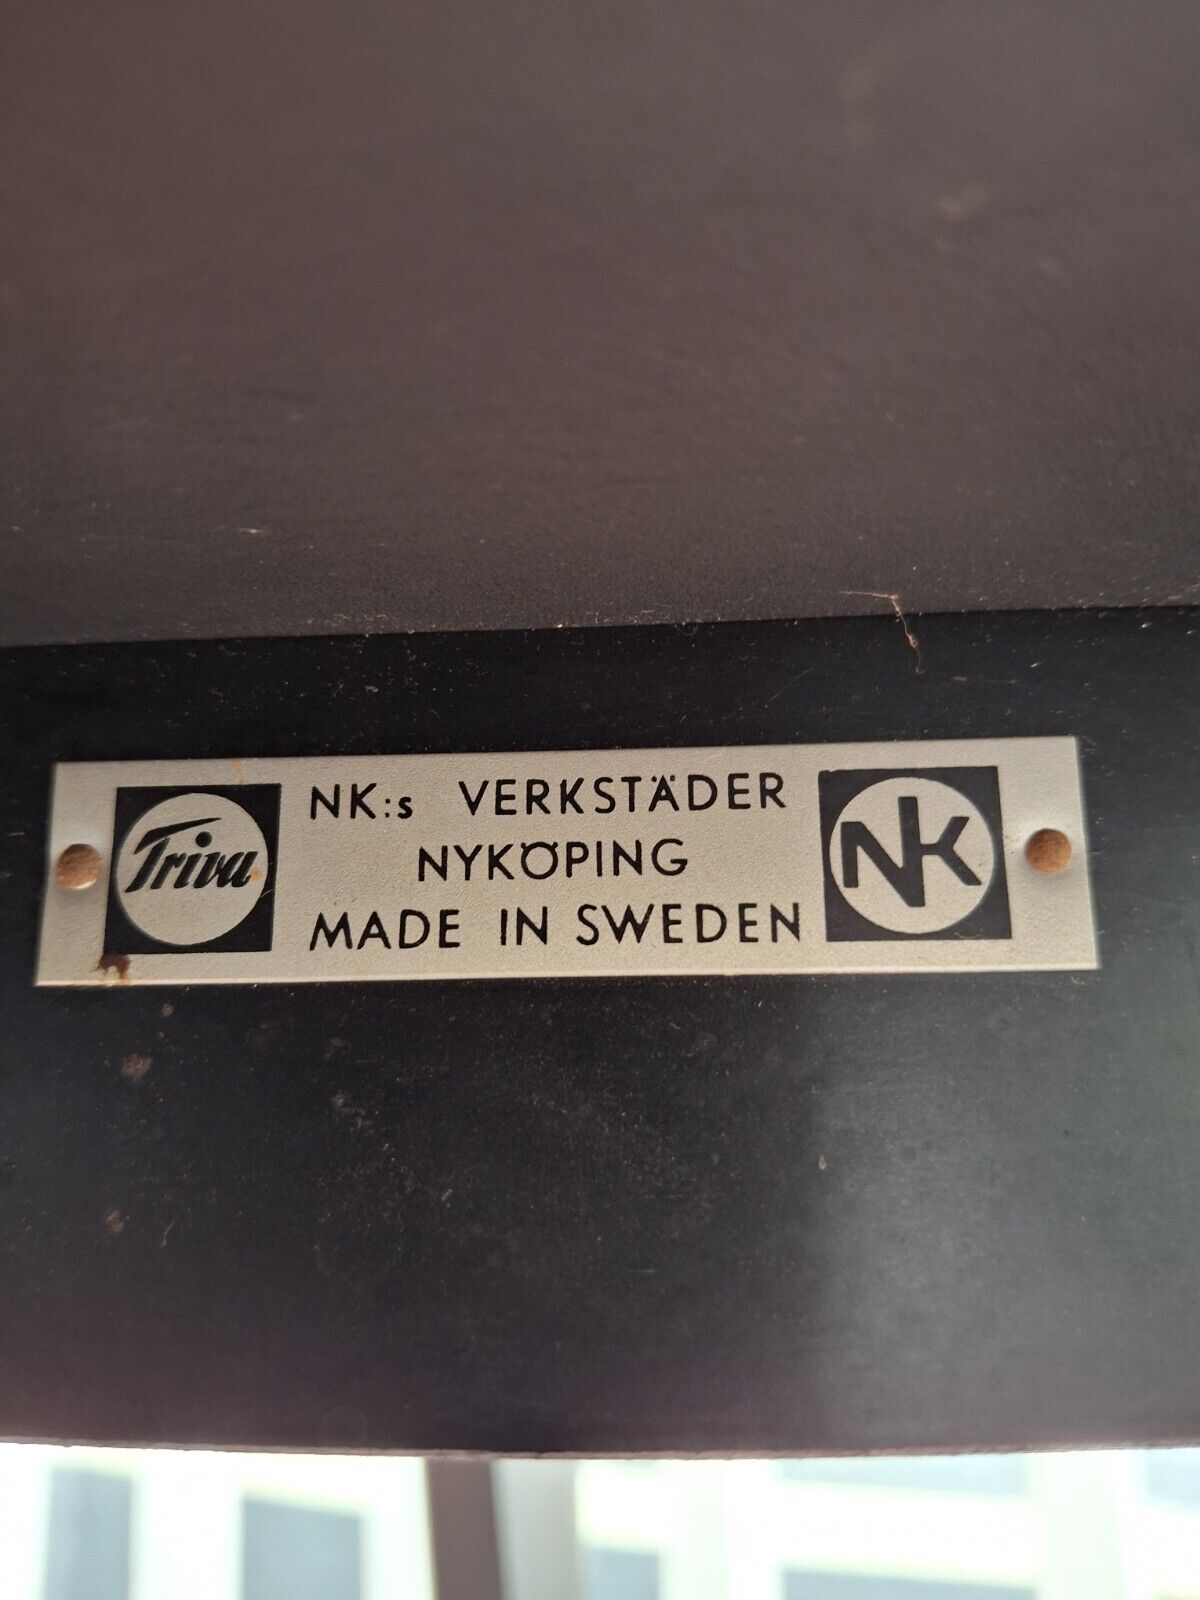 Triva
NK:s VERKSTÄDER
NYKÖPING
MADE IN SWEDEN
NK